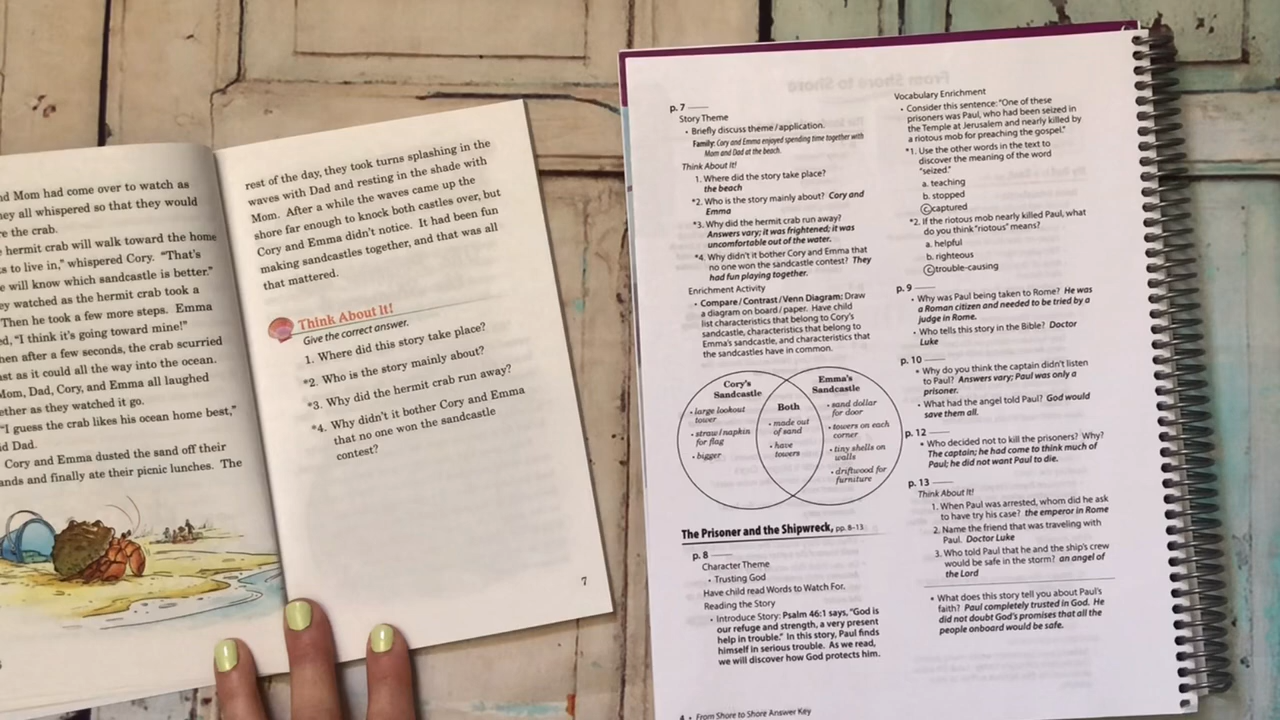 nd Mom had come over to watch as
ey all whispered so that they would
re the crab.
hermit crab will walk toward the home
s to live in," whispered Cory. "That's
e will know which sandcastle is better."
ey watched as the hermit crab took a
Then he took a few more steps. Emma
ed, "I think it's going toward mine!"
hen after a few seconds, the crab scurried
st as it could all the way into the ocean.
Mom, Dad, Cory, and Emma all laughed
ether as they watched it go.
"I guess the crab likes his ocean home best,"
id Dad.
Cory and Emma dusted the sand off their
ands and finally ate their picnic lunches. The
rest of the day, they took turns splashing in the
waves with Dad and resting in the shade with
Mom. After a while the waves came up the
shore far enough to knock both castles over, but
Cory and Emma didn't notice. It had been fun
making sandcastles together, and that was all
that mattered.
Think About It!
Give the correct answer.
1. Where did this story take place?
*2. Who is the story mainly about?
*3. Why did the hermit crab run away?
*4. Why didn't it bother Cory and Emma
that no one won the sandcastle
contest?
7
p. 7
Story Theme
• Briefly discuss theme/application.
Family: Cory and Emma enjoyed spending time together with
Mom and Dad at the beach.
Think About It!
1. Where did the story take place?
the beach
*2. Who is the story mainly about? Cory and
Emma
*3. Why did the hermit crab run away?
Answers vary; it was frightened; it was
uncomfortable out of the water.
*4. Why didn't it bother Cory and Emma that
no one won the sandcastle contest? They
had fun playing together.
Enrichment Activity
• Compare/Contrast/Venn Diagram: Draw
a diagram on board/paper. Have child
list characteristics that belong to Cory's
sandcastle, characteristics that belong to
Emma's sandcastle, and characteristics that
the sandcastles have in common.
Cory's
Sandcastle
• large lookout
tower
• straw/napkin
for flag
• bigger
Both
• made out
of sand
• have
towers
Emma's
Sandcastle
• sand dollar
for door
• towers on each
corner
• tiny shells on
walls
• driftwood for
furniture
The Prisoner and the Shipwreck, pp. 8–13
p. 8
Character Theme
• Trusting God
Have child read Words to Watch For.
Reading the Story
• Introduce Story: Psalm 46:1 says, "God is
our refuge and strength, a very present
help in trouble." In this story, Paul finds
himself in serious trouble. As we read,
we will discover how God protects him.
Vocabulary Enrichment
• Consider this sentence: "One of these
prisoners was Paul, who had been seized in
the Temple at Jerusalem and nearly killed by
a riotous mob for preaching the gospel."
*1. Use the other words in the text to
discover the meaning of the word
"seized."
a. teaching
b. stopped
c captured
*2. If the riotous mob nearly killed Paul, what
do you think "riotous" means?
a. helpful
b. righteous
c trouble-causing
p. 9
• Why was Paul being taken to Rome? He was
a Roman citizen and needed to be tried by a
judge in Rome.
• Who tells this story in the Bible? Doctor
Luke
p. 10
• Why do you think the captain didn't listen
to Paul? Answers vary; Paul was only a
prisoner.
• What had the angel told Paul? God would
save them all.
p. 12
• Who decided not to kill the prisoners? Why?
The captain; he had come to think much of
Paul; he did not want Paul to die.
p. 13
Think About It!
1. When Paul was arrested, whom did he ask
to have try his case? the emperor in Rome
2. Name the friend that was traveling with
Paul. Doctor Luke
3. Who told Paul that he and the ship's crew
would be safe in the storm? an angel of
the Lord
• What does this story tell you about Paul's
faith? Paul completely trusted in God. He
did not doubt God's promises that all the
people onboard would be safe.
4 • From Shore to Shore Answer Key